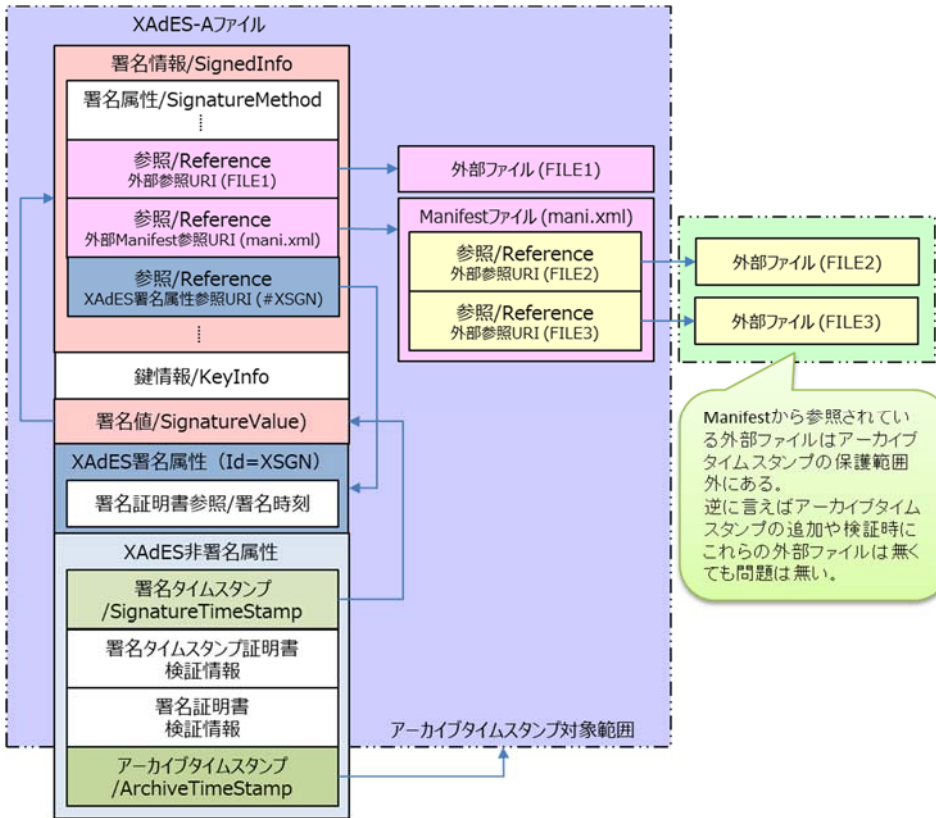 XAdES-Aファイル
署名情報/SignedInfo
署名属性/SignatureMethod
⋮
参照/Reference
外部参照URI (FILE1)
参照/Reference
外部Manifest参照URI (mani.xml)
参照/Reference
XAdES署名属性参照URI (#XSGN)
⋮
鍵情報/KeyInfo
署名値/SignatureValue)
XAdES署名属性（Id=XSGN）
署名証明書参照/署名時刻
XAdES非署名属性
署名タイムスタンプ
/SignatureTimeStamp
署名タイムスタンプ証明書
検証情報
署名証明書
検証情報
アーカイブタイムスタンプ
/ArchiveTimeStamp
外部ファイル (FILE1)
Manifestファイル (mani.xml)
参照/Reference
外部参照URI (FILE2)
参照/Reference
外部参照URI (FILE3)
アーカイブタイムスタンプ対象範囲
外部ファイル (FILE2)
外部ファイル (FILE3)
Manifestから参照されてい
る外部ファイルはアーカイブ
タイムスタンプの保護範囲
外にある。
逆に言えばアーカイブタイム
スタンプの追加や検証時に
これらの外部ファイルは無く
ても問題は無い。